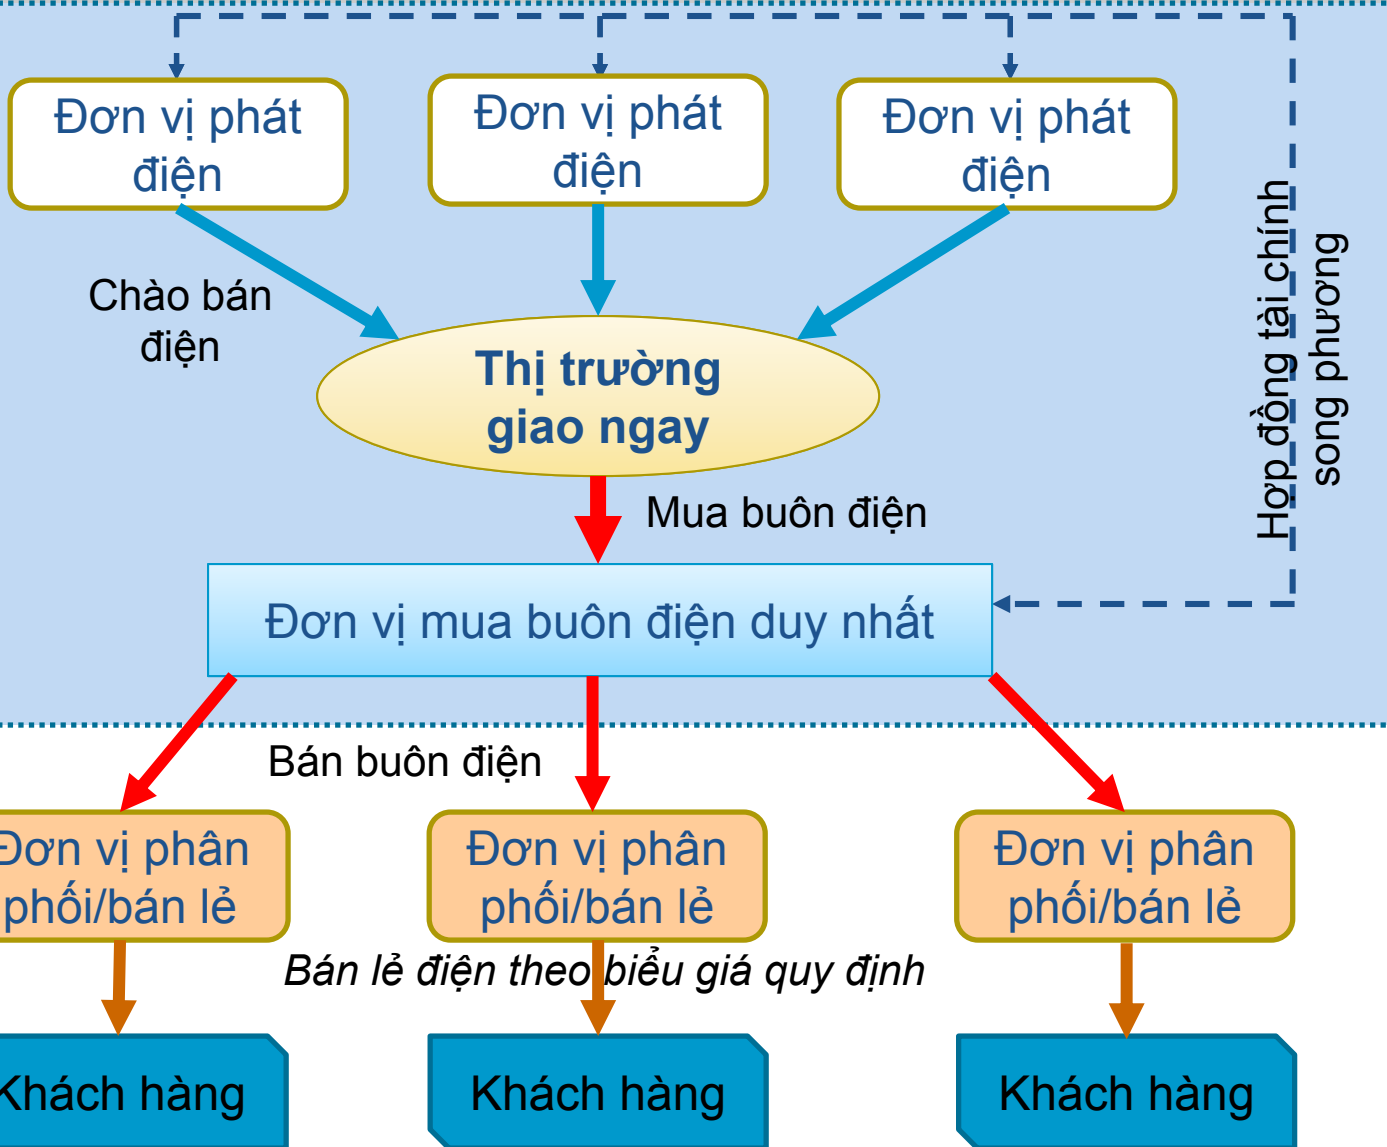 Đơn vị phát
điện
Đơn vị phát
điện
Đơn vị phát
điện
Hợp đồng tài chính
song phương
Chào bán
điện
Thị trường
giao ngay
Mua buôn điện
Đơn vị mua buôn điện duy nhất
Bán buôn điện
Đơn vị phân
phối/bán lẻ
Đơn vị phân
phối/bán lẻ
Đơn vị phân
phối/bán lẻ
Bán lẻ điện theo biểu giá quy định
Khách hàng
Khách hàng
Khách hàng